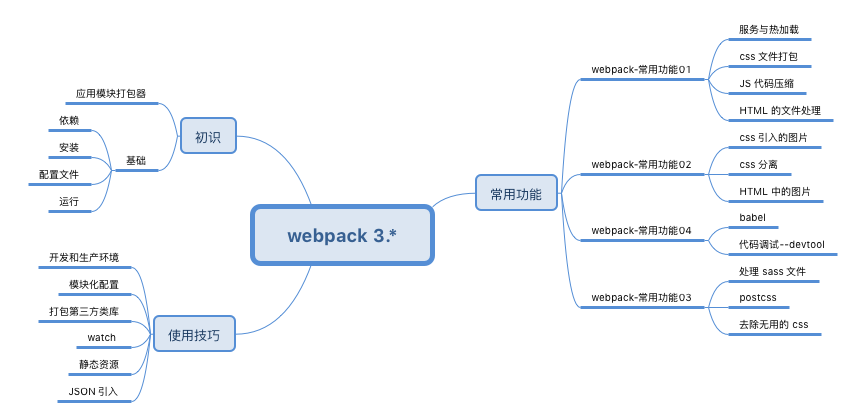 webpack 3.*
初识
应用模块打包器
基础
依赖
安装
配置文件
运行
使用技巧
开发和生产环境
模块化配置
打包第三方类库
watch
静态资源
JSON 引入
常用功能
webpack-常用功能01
服务与热加载
css 文件打包
JS 代码压缩
HTML 的文件处理
webpack-常用功能02
css 引入的图片
css 分离
HTML 中的图片
webpack-常用功能04
babel
代码调试--devtool
webpack-常用功能03
处理 sass 文件
postcss
去除无用的 css